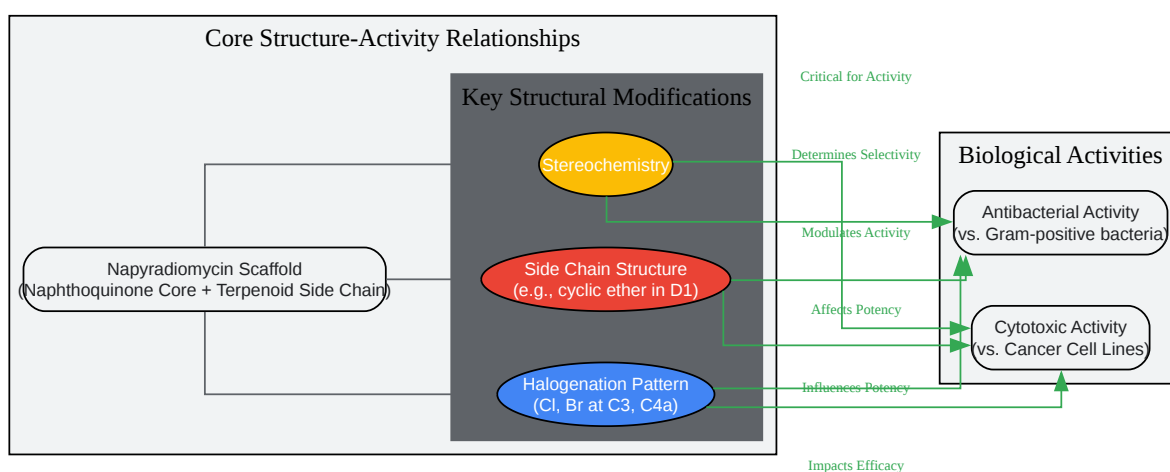 Core Structure-Activity Relationships
Key Structural Modifications
Stereochemistry
Side Chain Structure
(e.g., cyclic ether in D1)
Halogenation Pattern
(Cl, Br at C3, C4a)
Napyradiomycin Scaffold
(Naphthoquinone Core + Terpenoid Side Chain)
Critical for Activity
Determines Selectivity
Modulates Activity
Affects Potency
Influences Potency
Impacts Efficacy
Biological Activities
Antibacterial Activity
(vs. Gram-positive bacteria)
Cytotoxic Activity
(vs. Cancer Cell Lines)